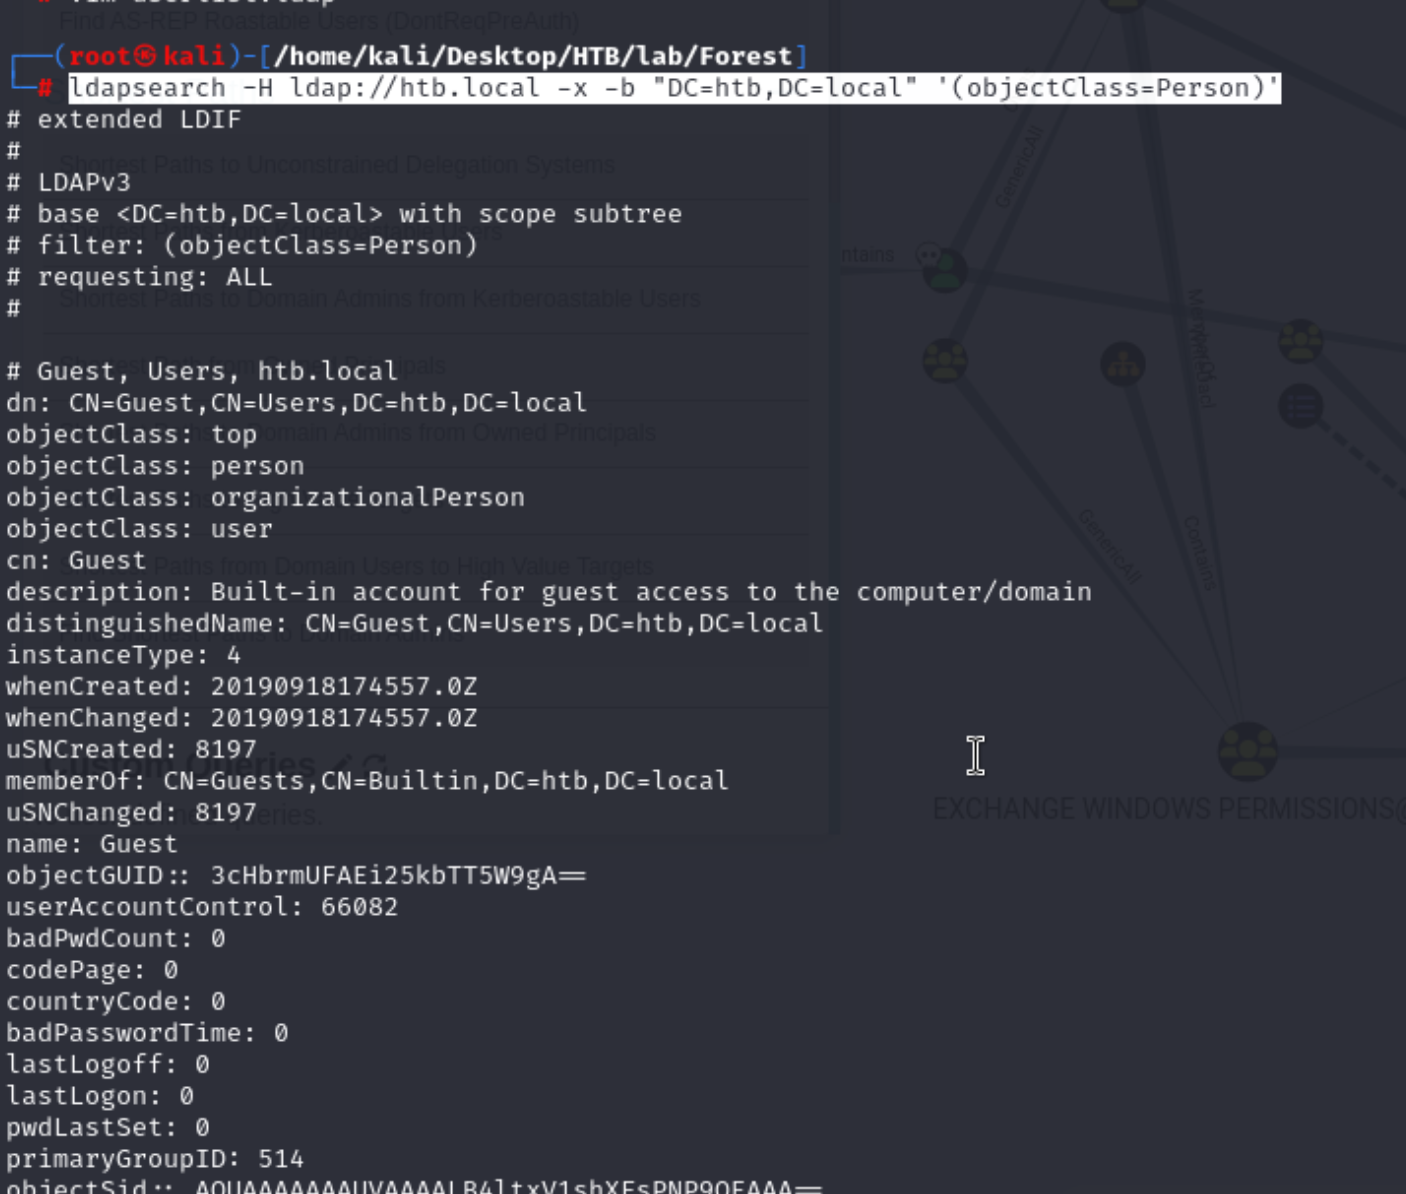 Find AS-REP Roastable Users (DontReqPreAuth)
(root㉿kali)-[/home/kali/Desktop/HTB/lab/Forest]
# ldapsearch -H ldap://htb.local -x -b "DC=htb,DC=local" '(objectClass=Person)'
# extended LDIF
#
Shortest Paths to Unconstrained Delegation Systems
# LDAPv3
# base <DC=htb,DC=local> with scope subtree
# filter: (objectClass=Person)
# requesting: ALL
Shortest Paths to Domain Admins from Kerberoastable Users
#
# Guest, Users, htb.local
dn: CN=Guest,CN=Users,DC=htb,DC=local
objectClass: top
Domain Admins from Owned Principals
objectClass: person
objectClass: organizationalPerson
objectClass: user
cn: Guest
Paths from Domain Users to High Value Targets
description: Built-in account for guest access to the computer/domain
distinguishedName: CN=Guest,CN=Users,DC=htb,DC=local
instanceType: 4
whenCreated: 20190918174557.0Z
whenChanged: 20190918174557.0Z
uSNCreated: 8197
Custom Queries
memberOf: CN=Guests,CN=Builtin,DC=htb,DC=local
uSNChanged: 8197
name: Guest
objectGUID:: 3cHbrmUFAEi25kbTT5W9gA==
userAccountControl: 66082
badPwdCount: 0
codePage: 0
countryCode: 0
badPasswordTime: 0
lastLogoff: 0
lastLogon: 0
pwdLastSet: 0
primaryGroupID: 514
GenericAll
ntains
GenericAll
Contains
EXCHANGE WINDOWS PERMISSIONS